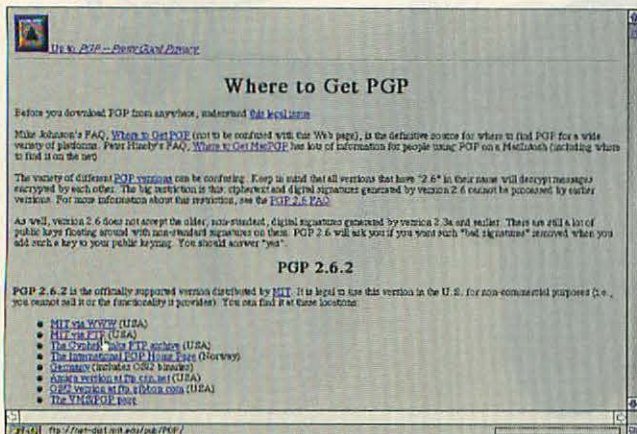 Up to PGP -- Pretty Good Privacy
Where to Get PGP
Before you download PGP from anywhere, understand this legal issue
Mike Johnson's FAQ, Where to Get PGP (not to be confused with this Web page), is the definitive source for where to find PGP for a wide
variety of platforms. Peter Hinely's FAQ, Where to Get MacPGP has lots of information for people using PGP on a Macintosh (including where
to find it on the net)
The variety of different PGP versions can be confusing. Keep in mind that all versions that have "2.6" in their name will decrypt messages
encrypted by each other. The big restriction is this: ciphertext and digital signatures generated by version 2.6 cannot be processed by earlier
versions. For more information about this restriction, see the PGP 2.6 FAQ.
As well, version 2.6 does not accept the older, non-standard, digital signatures generated by version 2.3a and earlier. There are still a lot of
public keys floating around with non-standard signatures on them. PGP 2.6 will ask you if you want such "bad signatures" removed when you
add such a key to your public keyring. You should answer "yes".
PGP 2.6.2
PGP 2.6.2 is the officially supported version distributed by MIT. It is legal to use this version in the U.S. for non-commercial purposes (i.e.,
you cannot sell it or the functionality it provides). You can find it at these locations:
MIT via WWW (USA)
MIT via FTP (USA)
The FTP archive (USA)
The International PGP Home Page (Norway)
Germany (includes OS/2 binaries)
Amiga version at ftp.csn.net (USA)
OS/2 version at ftp.gibbon.com (USA)
The VM/PGP page
ftp://net-dist.mit.edu/pub/PGP/